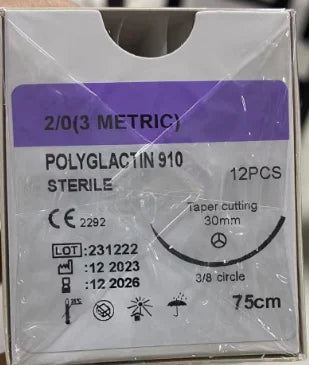 2/0(3 METRIC)
POLYGLACTIN 910
12PCS
STERILE
CE 2292
Taper cutting
30mm
LOT :231222
:12 2023
:12 2026
3/8 circle
75cm